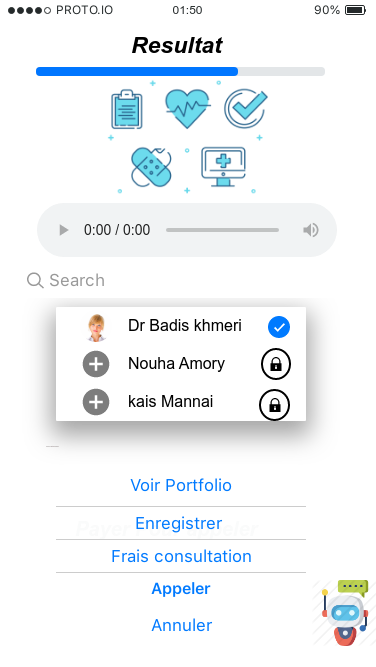 PROTO.IO 01:50 90%
Resultat
0:00 / 0:00
Search
Dr Badis khmeri
Nouha Amory
kais Mannai
Voir Portfolio
Enregistrer
Frais consultation
Appeler
Annuler